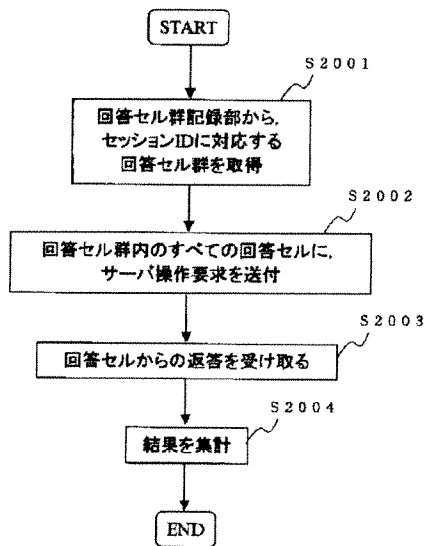 START
S2001
回答セル群記録部から,
セッションIDに対応する
回答セル群を取得
S2002
回答セル群内のすべての回答セルに,
サーバ操作要求を送付
S2003
回答セルからの返答を受け取る
S2004
結果を集計
END